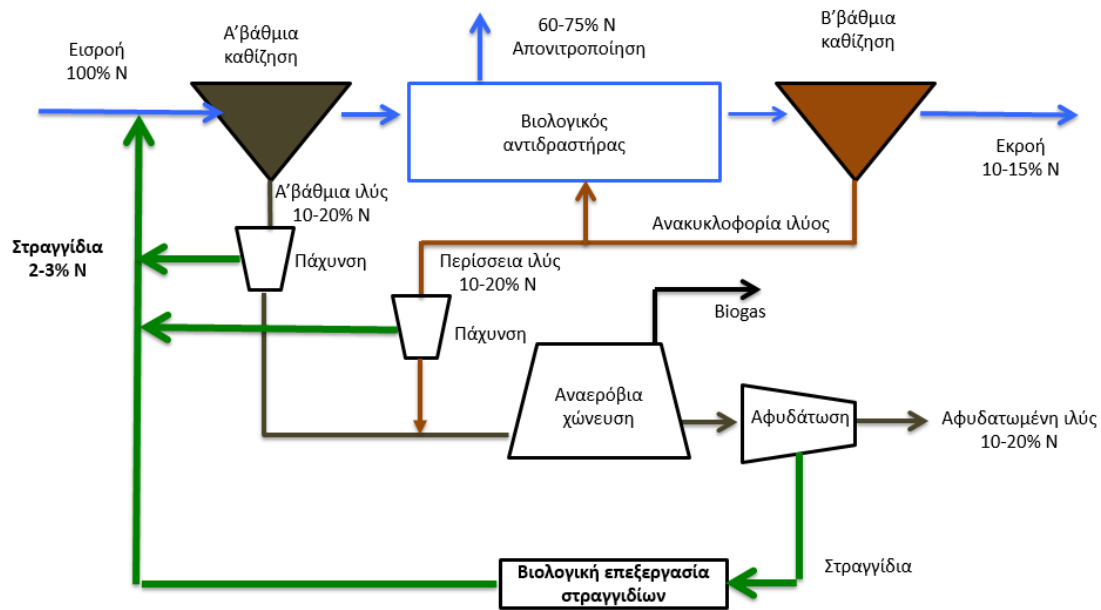 Εισροή
100% N
Α’βάθμια
καθίζηση
60-75% N
Απονιτροποίηση
Β’βάθμια
καθίζηση
Βιολογικός
αντιδραστήρας
Εκροή
10-15% N
Α’βάθμια ιλύς
10-20% N
Στραγγίδια
2-3% N
Πάχυνση
Περίσσεια ιλύς
10-20% N
Ανακυκλοφορία ιλύος
Πάχυνση
Biogas
Αναερόβια
χώνευση
Αφυδάτωση
Αφυδατωμένη ιλύς
10-20% N
Βιολογική επεξεργασία
στραγγιδίων
Στραγγίδια